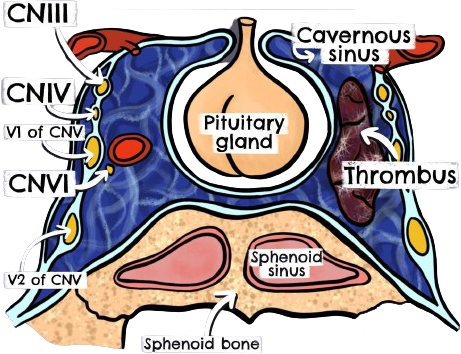 CNIII
Cavernous
sinus
CNIV
V1 of CNV
Pituitary
gland
CNVI
Thrombus
V2 of CNV
Sphenoid
sinus
Sphenoid bone